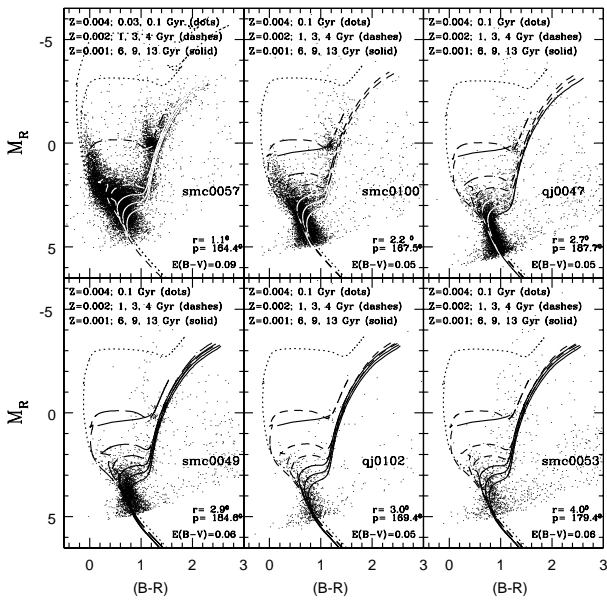 Z=0.004; 0.03, 0.1 Gyr (dots)
Z=0.002; 1, 3, 4 Gyr (dashes)
Z=0.001; 6, 9, 13 Gyr (solid)
smc0057
r= 1.1°
p= 164.4°
E(B-V)=0.09
Z=0.004; 0.1 Gyr (dots)
Z=0.002; 1, 3, 4 Gyr (dashes)
Z=0.001; 6, 9, 13 Gyr (solid)
smc0100
r= 2.2°
p= 167.5°
E(B-V)=0.05
Z=0.004; 0.1 Gyr (dots)
Z=0.002; 1, 3, 4 Gyr (dashes)
Z=0.001; 6, 9, 13 Gyr (solid)
qj0047
r= 2.7°
p= 187.7°
E(B-V)=0.05
-5
0
5
M_R
Z=0.004; 0.1 Gyr (dots)
Z=0.002; 1, 3, 4 Gyr (dashes)
Z=0.001; 6, 9, 13 Gyr (solid)
smc0049
r= 2.9°
p= 184.6°
E(B-V)=0.06
Z=0.004; 0.1 Gyr (dots)
Z=0.002; 1, 3, 4 Gyr (dashes)
Z=0.001; 6, 9, 13 Gyr (solid)
qj0102
r= 3.0°
p= 169.4°
E(B-V)=0.05
Z=0.004; 0.1 Gyr (dots)
Z=0.002; 1, 3, 4 Gyr (dashes)
Z=0.001; 6, 9, 13 Gyr (solid)
smc0053
r= 4.0°
p= 179.4°
E(B-V)=0.06
-5
0
5
M_R
0 1 2 0 1 2 0 1 2 3
(B-R) (B-R) (B-R)